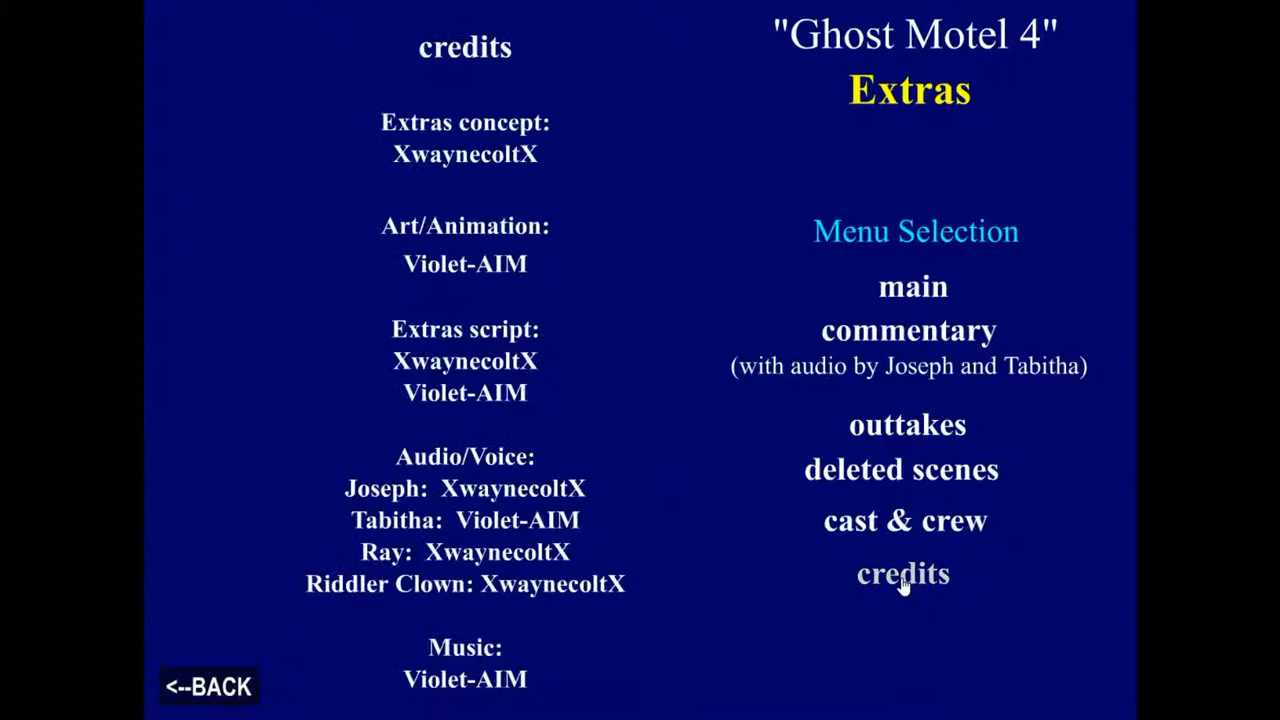 credits
Extras concept:
XwaynecoltX
Art/Animation:
Violet-AIM
Extras script:
XwaynecoltX
Violet-AIM
Audio/Voice:
Joseph: XwaynecoltX
Tabitha: Violet-AIM
Ray: XwaynecoltX
Riddler Clown: XwaynecoltX
Music:
Violet-AIM
<--BACK
"Ghost Motel 4"
Extras
Menu Selection
main
commentary
(with audio by Joseph and Tabitha)
outtakes
deleted scenes
cast & crew
credits